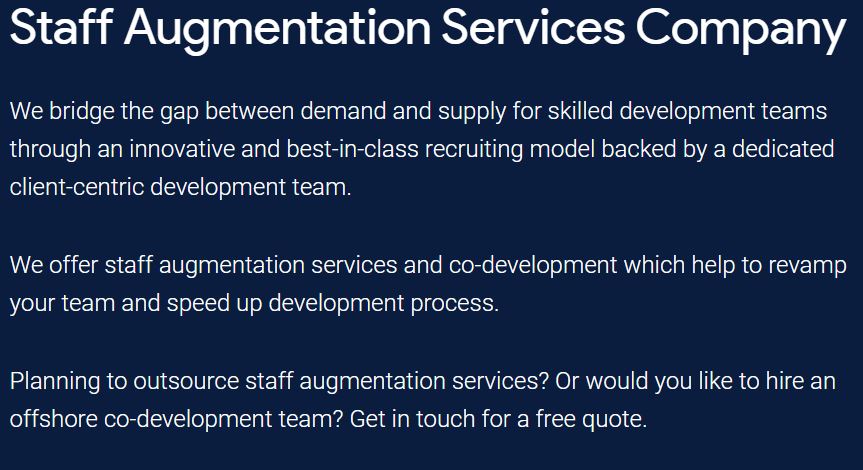 Staff Augmentation Services Company
We bridge the gap between demand and supply for skilled development teams
through an innovative and best-in-class recruiting model backed by a dedicated
client-centric development team.
We offer staff augmentation services and co-development which help to revamp
your team and speed up development process.
Planning to outsource staff augmentation services? Or would you like to hire an
offshore co-development team? Get in touch for a free quote.